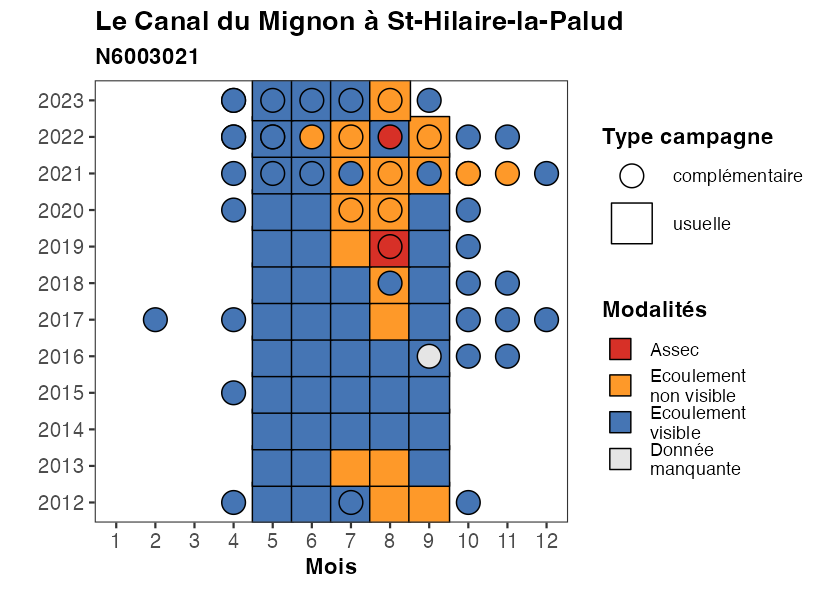 Le Canal du Mignon à St-Hilaire-la-Palud
N6003021
2023
2022
2021
2020
2019
2018
2017
2016
2015
2014
2013
2012
1 2 3 4 5 6 7 8 9 10 11 12
Mois
Type campagne
complémentaire
usuelle
Modalités
Assec
Ecoulement
non visible
Ecoulement
visible
Donnée
manquante